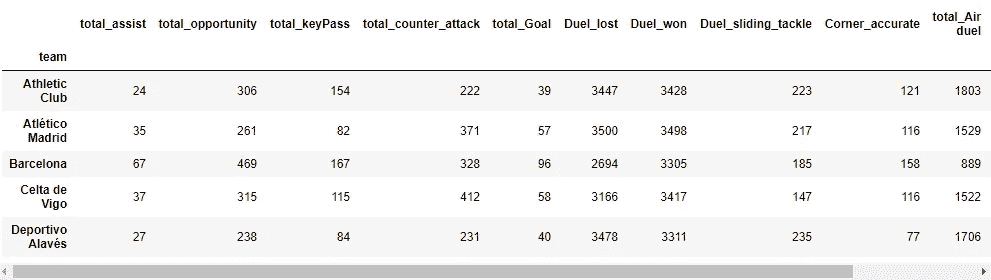 total_assist total_opportunity total_keyPass total_counter_attack total_Goal Duel_lost Duel_won Duel_sliding_tackle Corner_accurate total_Air duel
team
Athletic Club 24 306 154 222 39 3447 3428 223 121 1803
Atlético Madrid 35 261 82 371 57 3500 3498 217 116 1529
Barcelona 67 469 167 328 96 2694 3305 185 158 889
Celta de Vigo 37 315 115 412 58 3166 3417 147 116 1522
Deportivo Alavés 27 238 84 231 40 3478 3311 235 77 1706